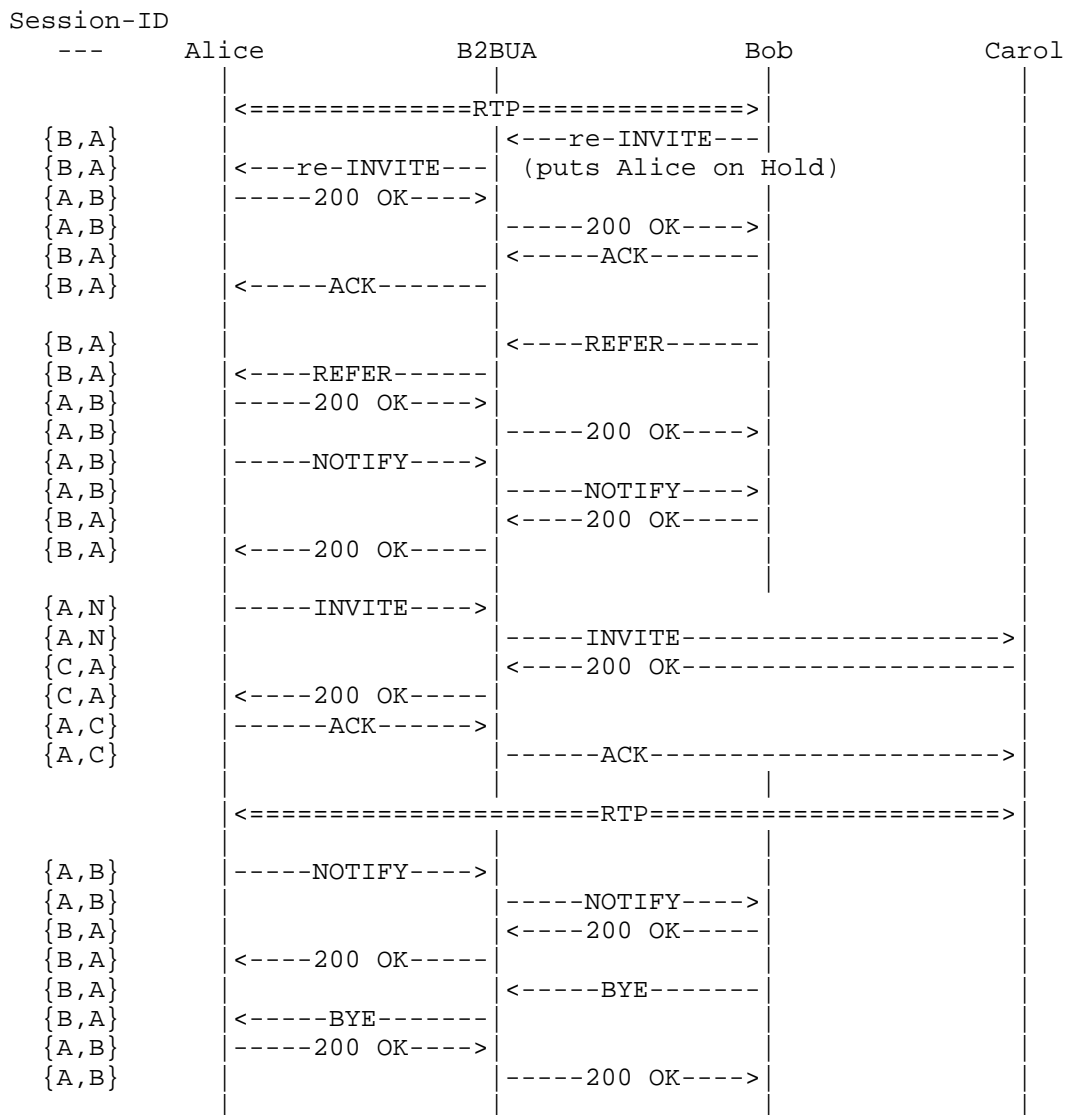 Session-ID
---     Alice            B2BUA             Bob            Carol
|<==============RTP==============>|
{B,A} |<---re-INVITE---|
{B,A} |<---re-INVITE---| (puts Alice on Hold)
{A,B} |-----200 OK---->|
{A,B} |-----200 OK---->|
{B,A} |<-----ACK-------|
{B,A} |<-----ACK-------|
{B,A} |<----REFER------|
{B,A} |<----REFER------|
{A,B} |-----200 OK---->|
{A,B} |-----200 OK---->|
{A,B} |-----NOTIFY---->|
{A,B} |-----NOTIFY---->|
{B,A} |<----200 OK-----|
{B,A} |<----200 OK-----|
{A,N} |-----INVITE---->|
{A,N} |-----INVITE-------------------->|
{C,A} |<----200 OK---------------------|
{C,A} |<----200 OK-----|
{A,C} |------ACK------>|
{A,C} |------ACK----------------------->|
|<======================RTP======================>|
{A,B} |-----NOTIFY---->|
{A,B} |-----NOTIFY---->|
{B,A} |<----200 OK-----|
{B,A} |<----200 OK-----|
{B,A} |<-----BYE-------|
{B,A} |<-----BYE-------|
{A,B} |-----200 OK---->|
{A,B} |-----200 OK---->|